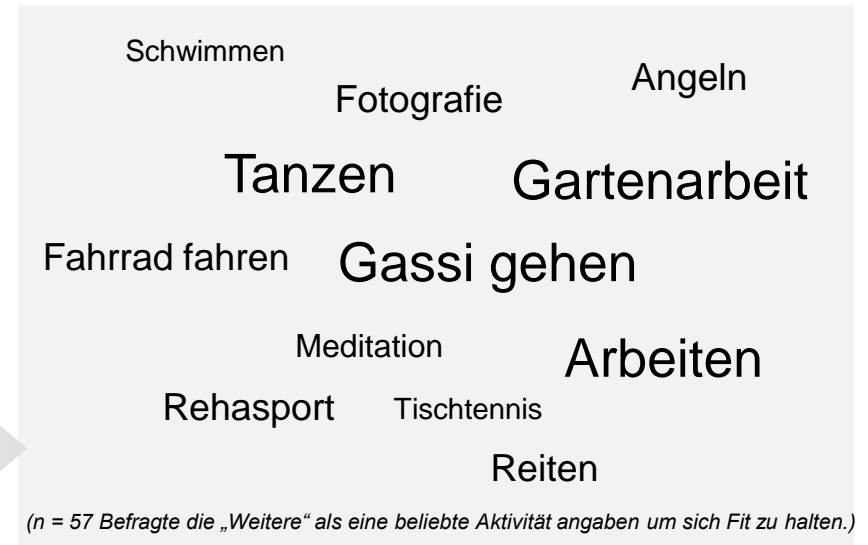 Schwimmen
Angeln
Fotografie
Tanzen
Gartenarbeit
Fahrrad fahren
Gassi gehen
Meditation
Arbeiten
Rehasport
Tischtennis
Reiten
(n = 57 Befragte die „Weitere“ als eine beliebte Aktivität angaben um sich Fit zu halten.)